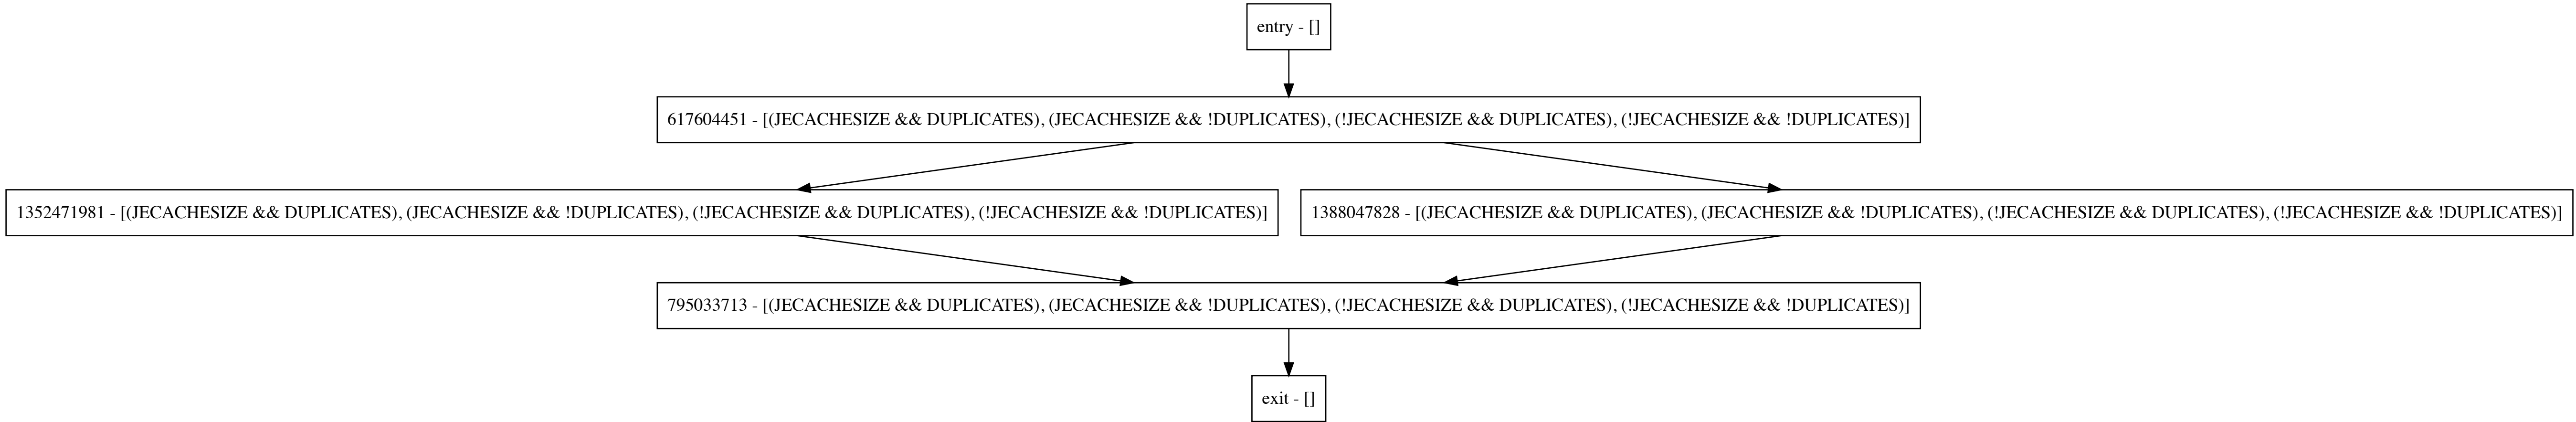 entry - []
617604451 - [(JECACHESIZE && DUPLICATES), (JECACHESIZE && !DUPLICATES), (!JECACHESIZE && DUPLICATES), (!JECACHESIZE && !DUPLICATES)]
1352471981 - [(JECACHESIZE && DUPLICATES), (JECACHESIZE && !DUPLICATES), (!JECACHESIZE && DUPLICATES), (!JECACHESIZE && !DUPLICATES)]
1388047828 - [(JECACHESIZE && DUPLICATES), (JECACHESIZE && !DUPLICATES), (!JECACHESIZE && DUPLICATES), (!JECACHESIZE && !DUPLICATES)]
795033713 - [(JECACHESIZE && DUPLICATES), (JECACHESIZE && !DUPLICATES), (!JECACHESIZE && DUPLICATES), (!JECACHESIZE && !DUPLICATES)]
exit - []